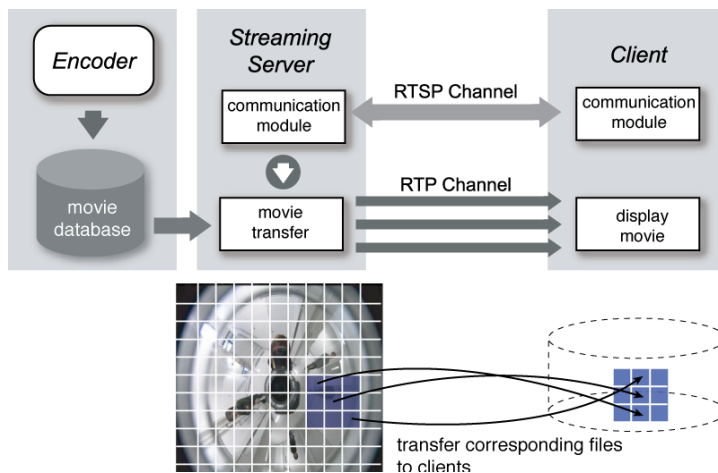 Encoder
movie
database
Streaming
Server
communication
module
movie
transfer
RTSP Channel
RTP Channel
Client
communication
module
display
movie
transfer corresponding files
to clients